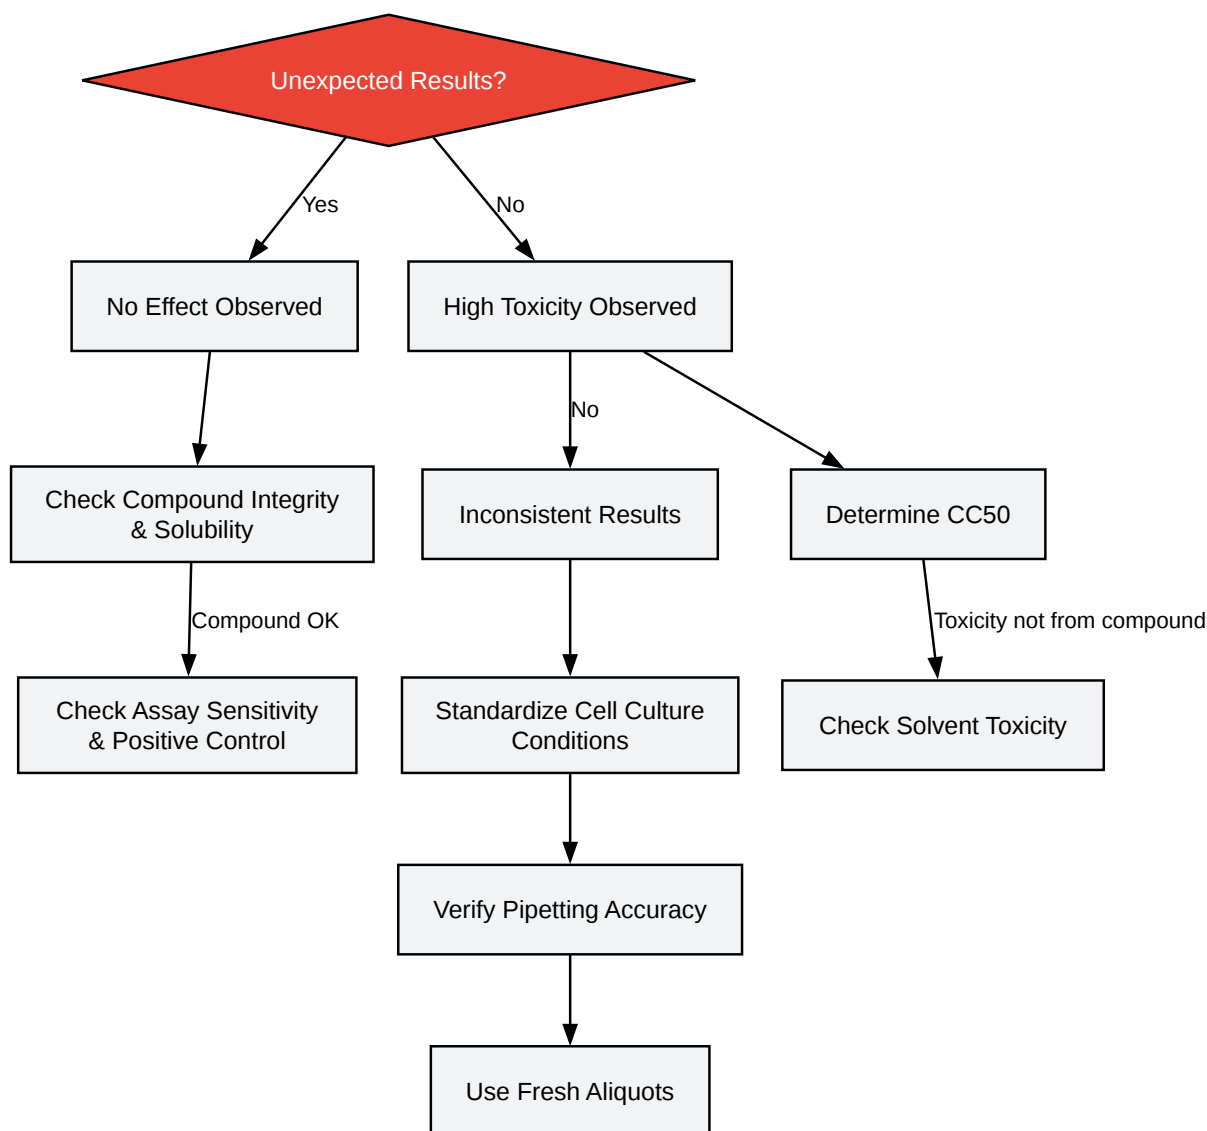 Unexpected Results?
Yes
No
No Effect Observed
High Toxicity Observed
No
Check Compound Integrity
& Solubility
Inconsistent Results
Determine CC50
Compound OK
Toxicity not from compound
Check Assay Sensitivity
& Positive Control
Standardize Cell Culture
Conditions
Check Solvent Toxicity
Verify Pipetting Accuracy
Use Fresh Aliquots